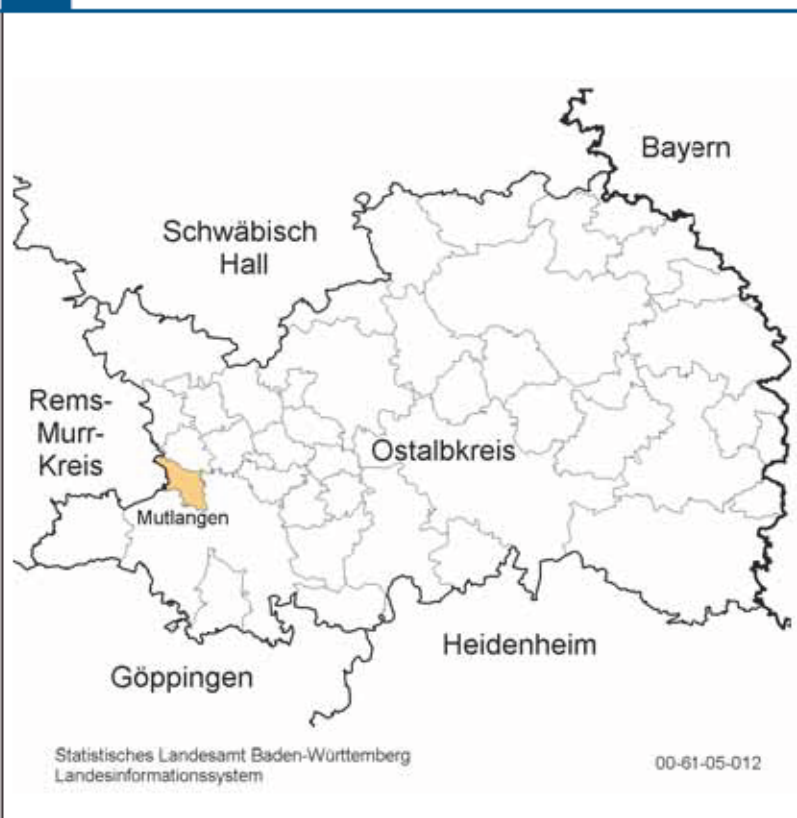 Bayern
Schwäbisch
Hall
Rems-
Murr-
Kreis
Ostalbkreis
Mutlangen
Heidenheim
Göppingen
Statistisches Landesamt Baden-Württemberg
Landesinformationssystem
00-61-05-012